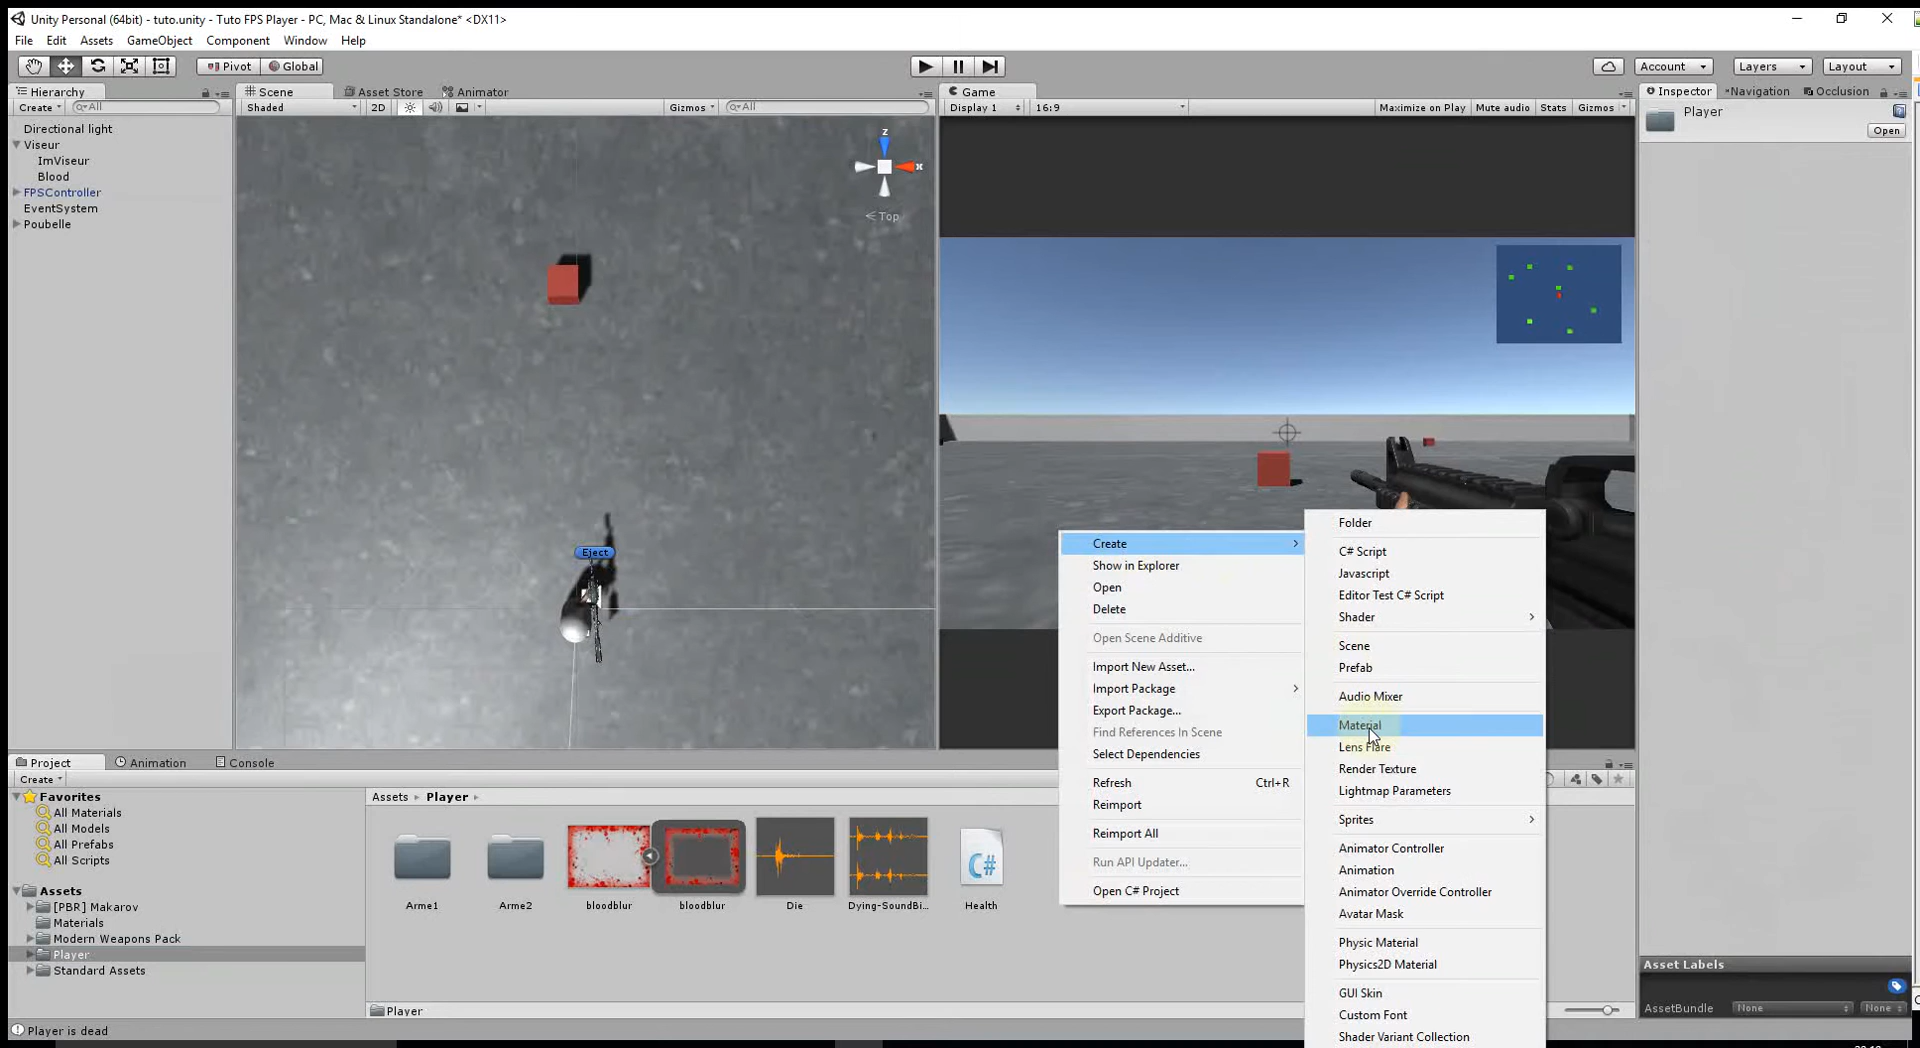 Unity Personal (64bit) - tuto.unity - Tuto FPS Player - PC, Mac & Linux Standalone* <DX11>
File Edit Assets GameObject Component Window Help
Pivot Global Account Layers Layout
Hierarchy Scene Asset Store Animator Game Inspector Navigation Occlusion
Create All Shaded 2D Gizmos All Display 1 16:9 Maximize on Play Mute audio Stats Gizmos
Player
Open
Directional light
Viseur
ImViseur
Blood
FPSController
EventSystem
Poubelle
z
x
Top
Eject
Create
Show in Explorer
Open
Delete
Open Scene Additive
Import New Asset...
Import Package
Export Package...
Find References In Scene
Select Dependencies
Refresh Ctrl+R
Reimport
Reimport All
Run API Updater...
Open C# Project
Folder
C# Script
Javascript
Editor Test C# Script
Shader
Scene
Prefab
Audio Mixer
Material
Lens Flare
Render Texture
Lightmap Parameters
Sprites
Animator Controller
Animation
Animator Override Controller
Avatar Mask
Physic Material
Physics2D Material
GUI Skin
Custom Font
Shader Variant Collection
Project Animation Console
Create
Favorites
All Materials
All Models
All Prefabs
All Scripts
Assets
[PBR] Makarov
Materials
Modern Weapons Pack
Player
Standard Assets
Assets Player
C#
Arme1 Arme2 bloodblur bloodblur Die Dying-SoundBi... Health
Player
Asset Labels
AssetBundle None None
Player is dead